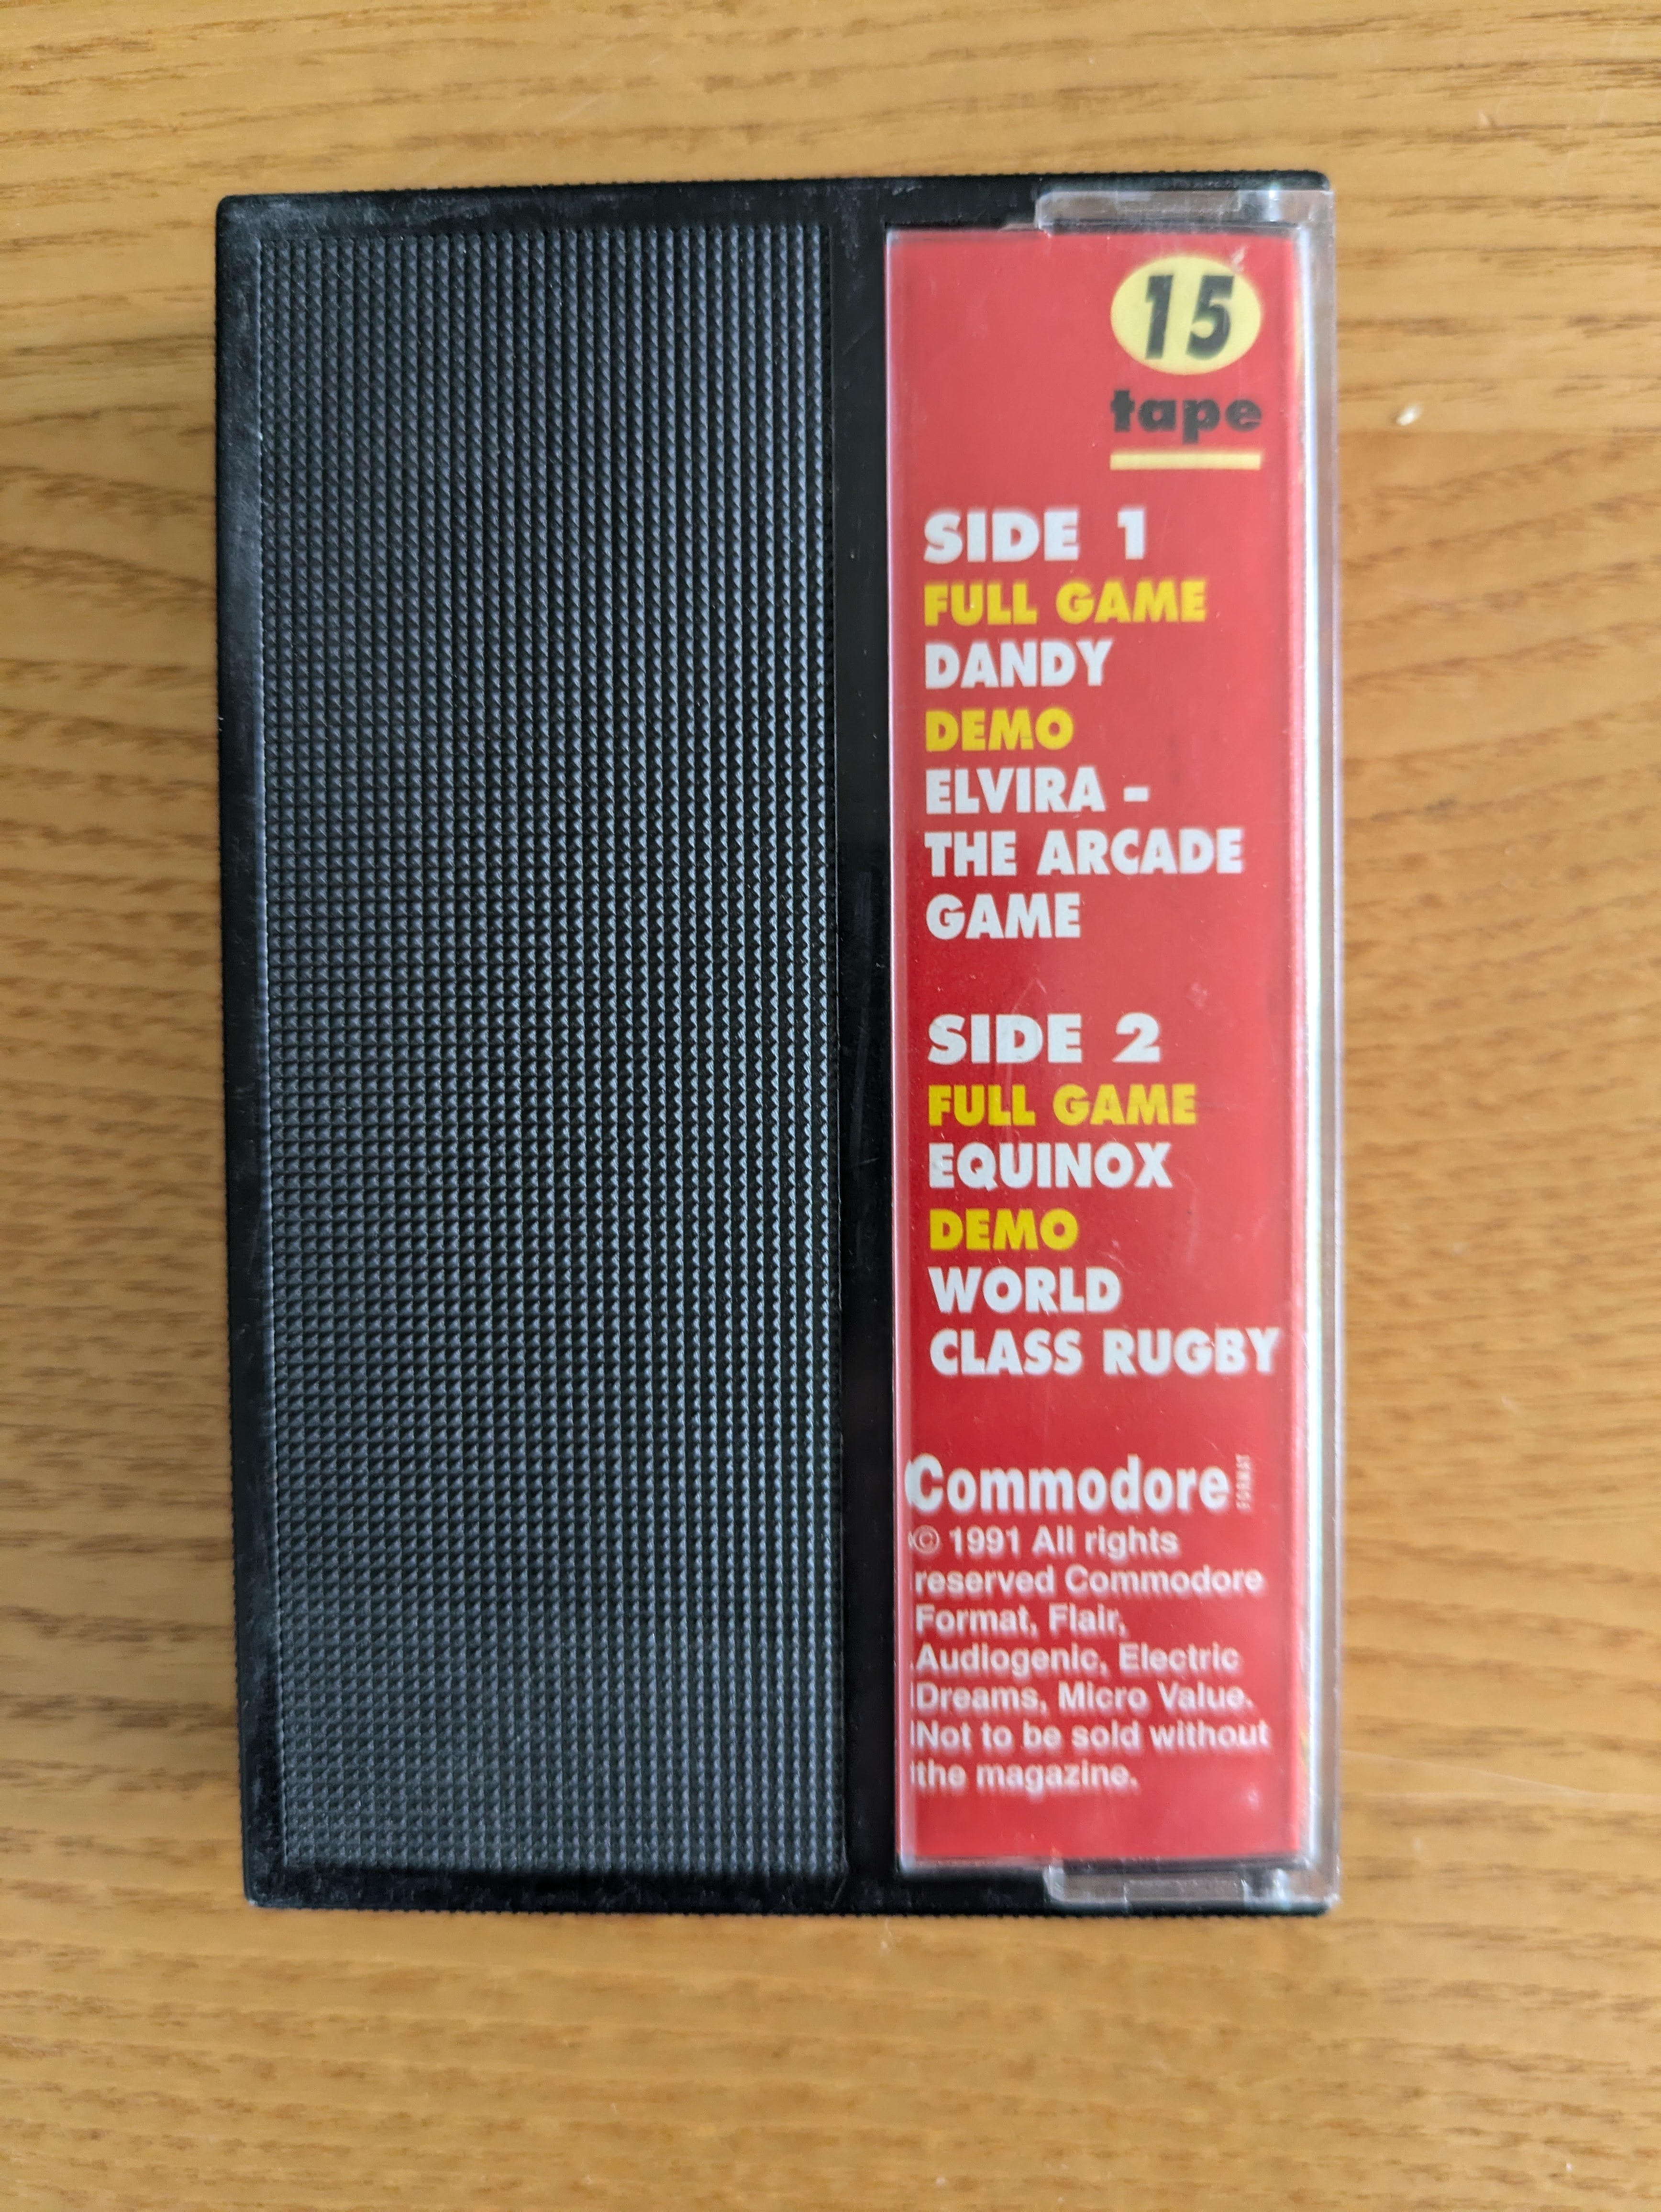 15
tape
SIDE 1
FULL GAME
DANDY
DEMO
ELVIRA -
THE ARCADE
GAME
SIDE 2
FULL GAME
EQUINOX
DEMO
WORLD
CLASS RUGBY
Commodore FORMAT
© 1991 All rights
reserved Commodore
Format, Flair,
Audiogenic, Electric
Dreams, Micro Value.
Not to be sold without
the magazine.